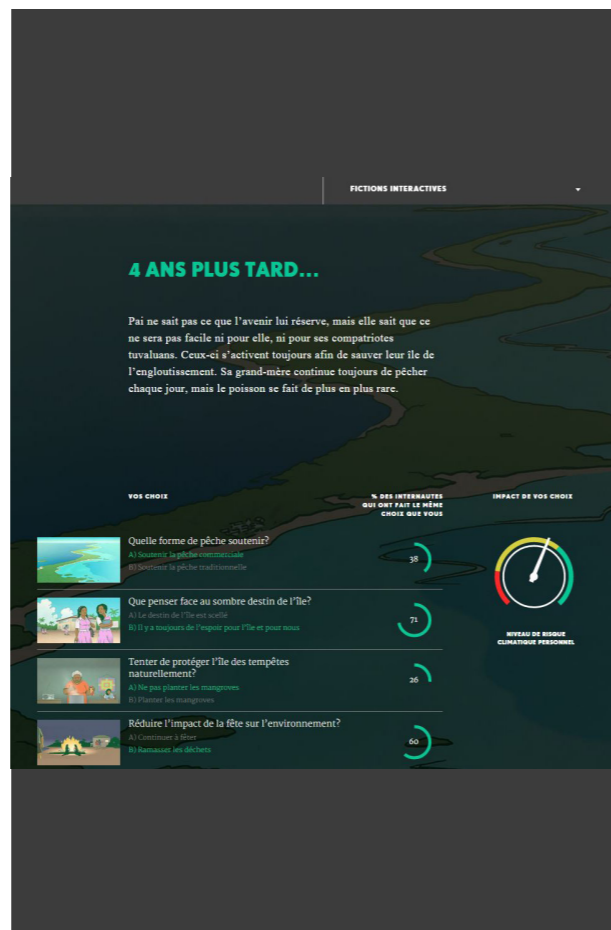 FICTIONS INTERACTIVES
4 ANS PLUS TARD...
Pai ne sait pas ce que l'avenir lui réserve, mais elle sait que ce
ne sera pas facile ni pour elle, ni pour ses compatriotes
tuvaluans. Ceux-ci s'activent toujours afin de sauver leur île de
l'engloutissement. Sa grand-mère continue toujours de pêcher
chaque jour, mais le poisson se fait de plus en plus rare.
VOS CHOIX
% DES INTERNAUTES
QUI ONT FAIT LE MÊME
CHOIX QUE VOUS
IMPACT DE VOS CHOIX
Quelle forme de pêche soutenir?
A) Soutenir la pêche commerciale
B) Soutenir la pêche traditionnelle
38
Que penser face au sombre destin de l'île?
A) Le destin de l'île est scellé
B) Il y a toujours de l'espoir pour l'île et pour nous
71
NIVEAU DE RISQUE
CLIMATIQUE PERSONNEL
Tenter de protéger l'île des tempêtes
naturellement?
A) Ne pas planter les mangroves
B) Planter les mangroves
26
Réduire l'impact de la fête sur l'environnement?
A) Continuer à fêter
B) Ramasser les déchets
60